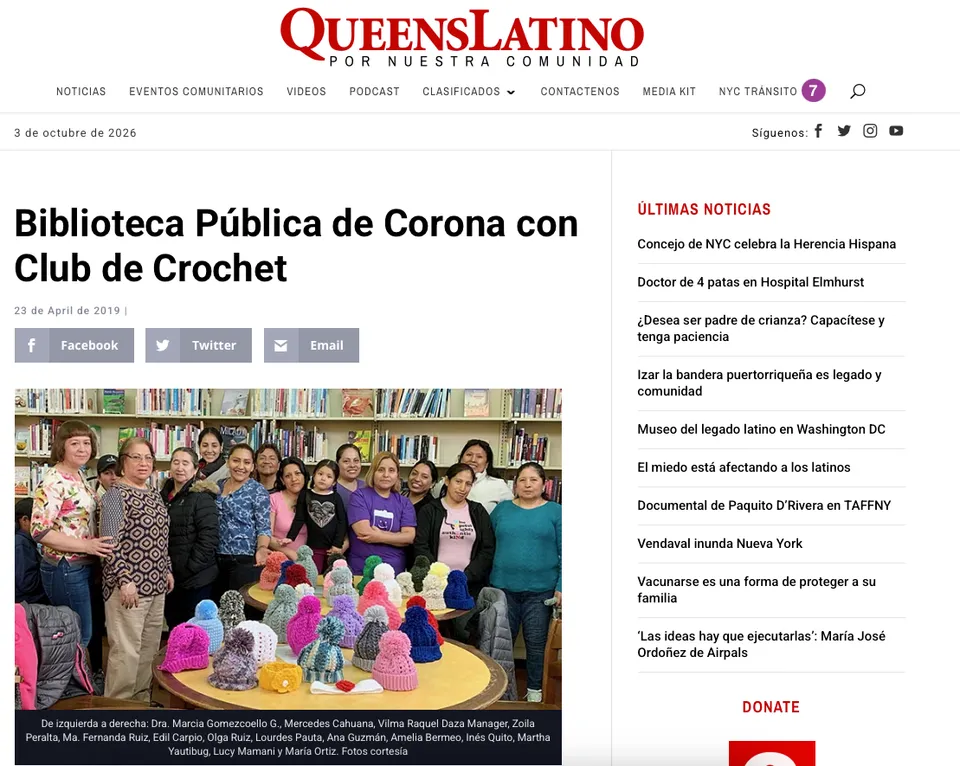 QUEENSLATINO
POR NUESTRA COMUNIDAD
NOTICIAS EVENTOS COMUNITARIOS VIDEOS PODCAST CLASIFICADOS CONTACTENOS MEDIA KIT NYC TRÁNSITO 7
3 de octubre de 2026
Síguenos:
Biblioteca Pública de Corona con
Club de Crochet
23 de April de 2019 |
Facebook Twitter Email
De izquierda a derecha: Dra. Marcia Gomezcoello G., Mercedes Cahuana, Vilma Raquel Daza Manager, Zoila
Peralta, Ma. Fernanda Ruiz, Edil Carpio, Olga Ruiz, Lourdes Pauta, Ana Guzmán, Amelia Bermeo, Inés Quito, Martha
Yautibug, Lucy Mamani y María Ortiz. Fotos cortesía
ÚLTIMAS NOTICIAS
Concejo de NYC celebra la Herencia Hispana
Doctor de 4 patas en Hospital Elmhurst
¿Desea ser padre de crianza? Capacítese y
tenga paciencia
Izar la bandera puertorriqueña es legado y
comunidad
Museo del legado latino en Washington DC
El miedo está afectando a los latinos
Documental de Paquito D’Rivera en TAFFNY
Vendaval inunda Nueva York
Vacunarse es una forma de proteger a su
familia
‘Las ideas hay que ejecutarlas’: María José
Ordoñez de Airpals
DONATE